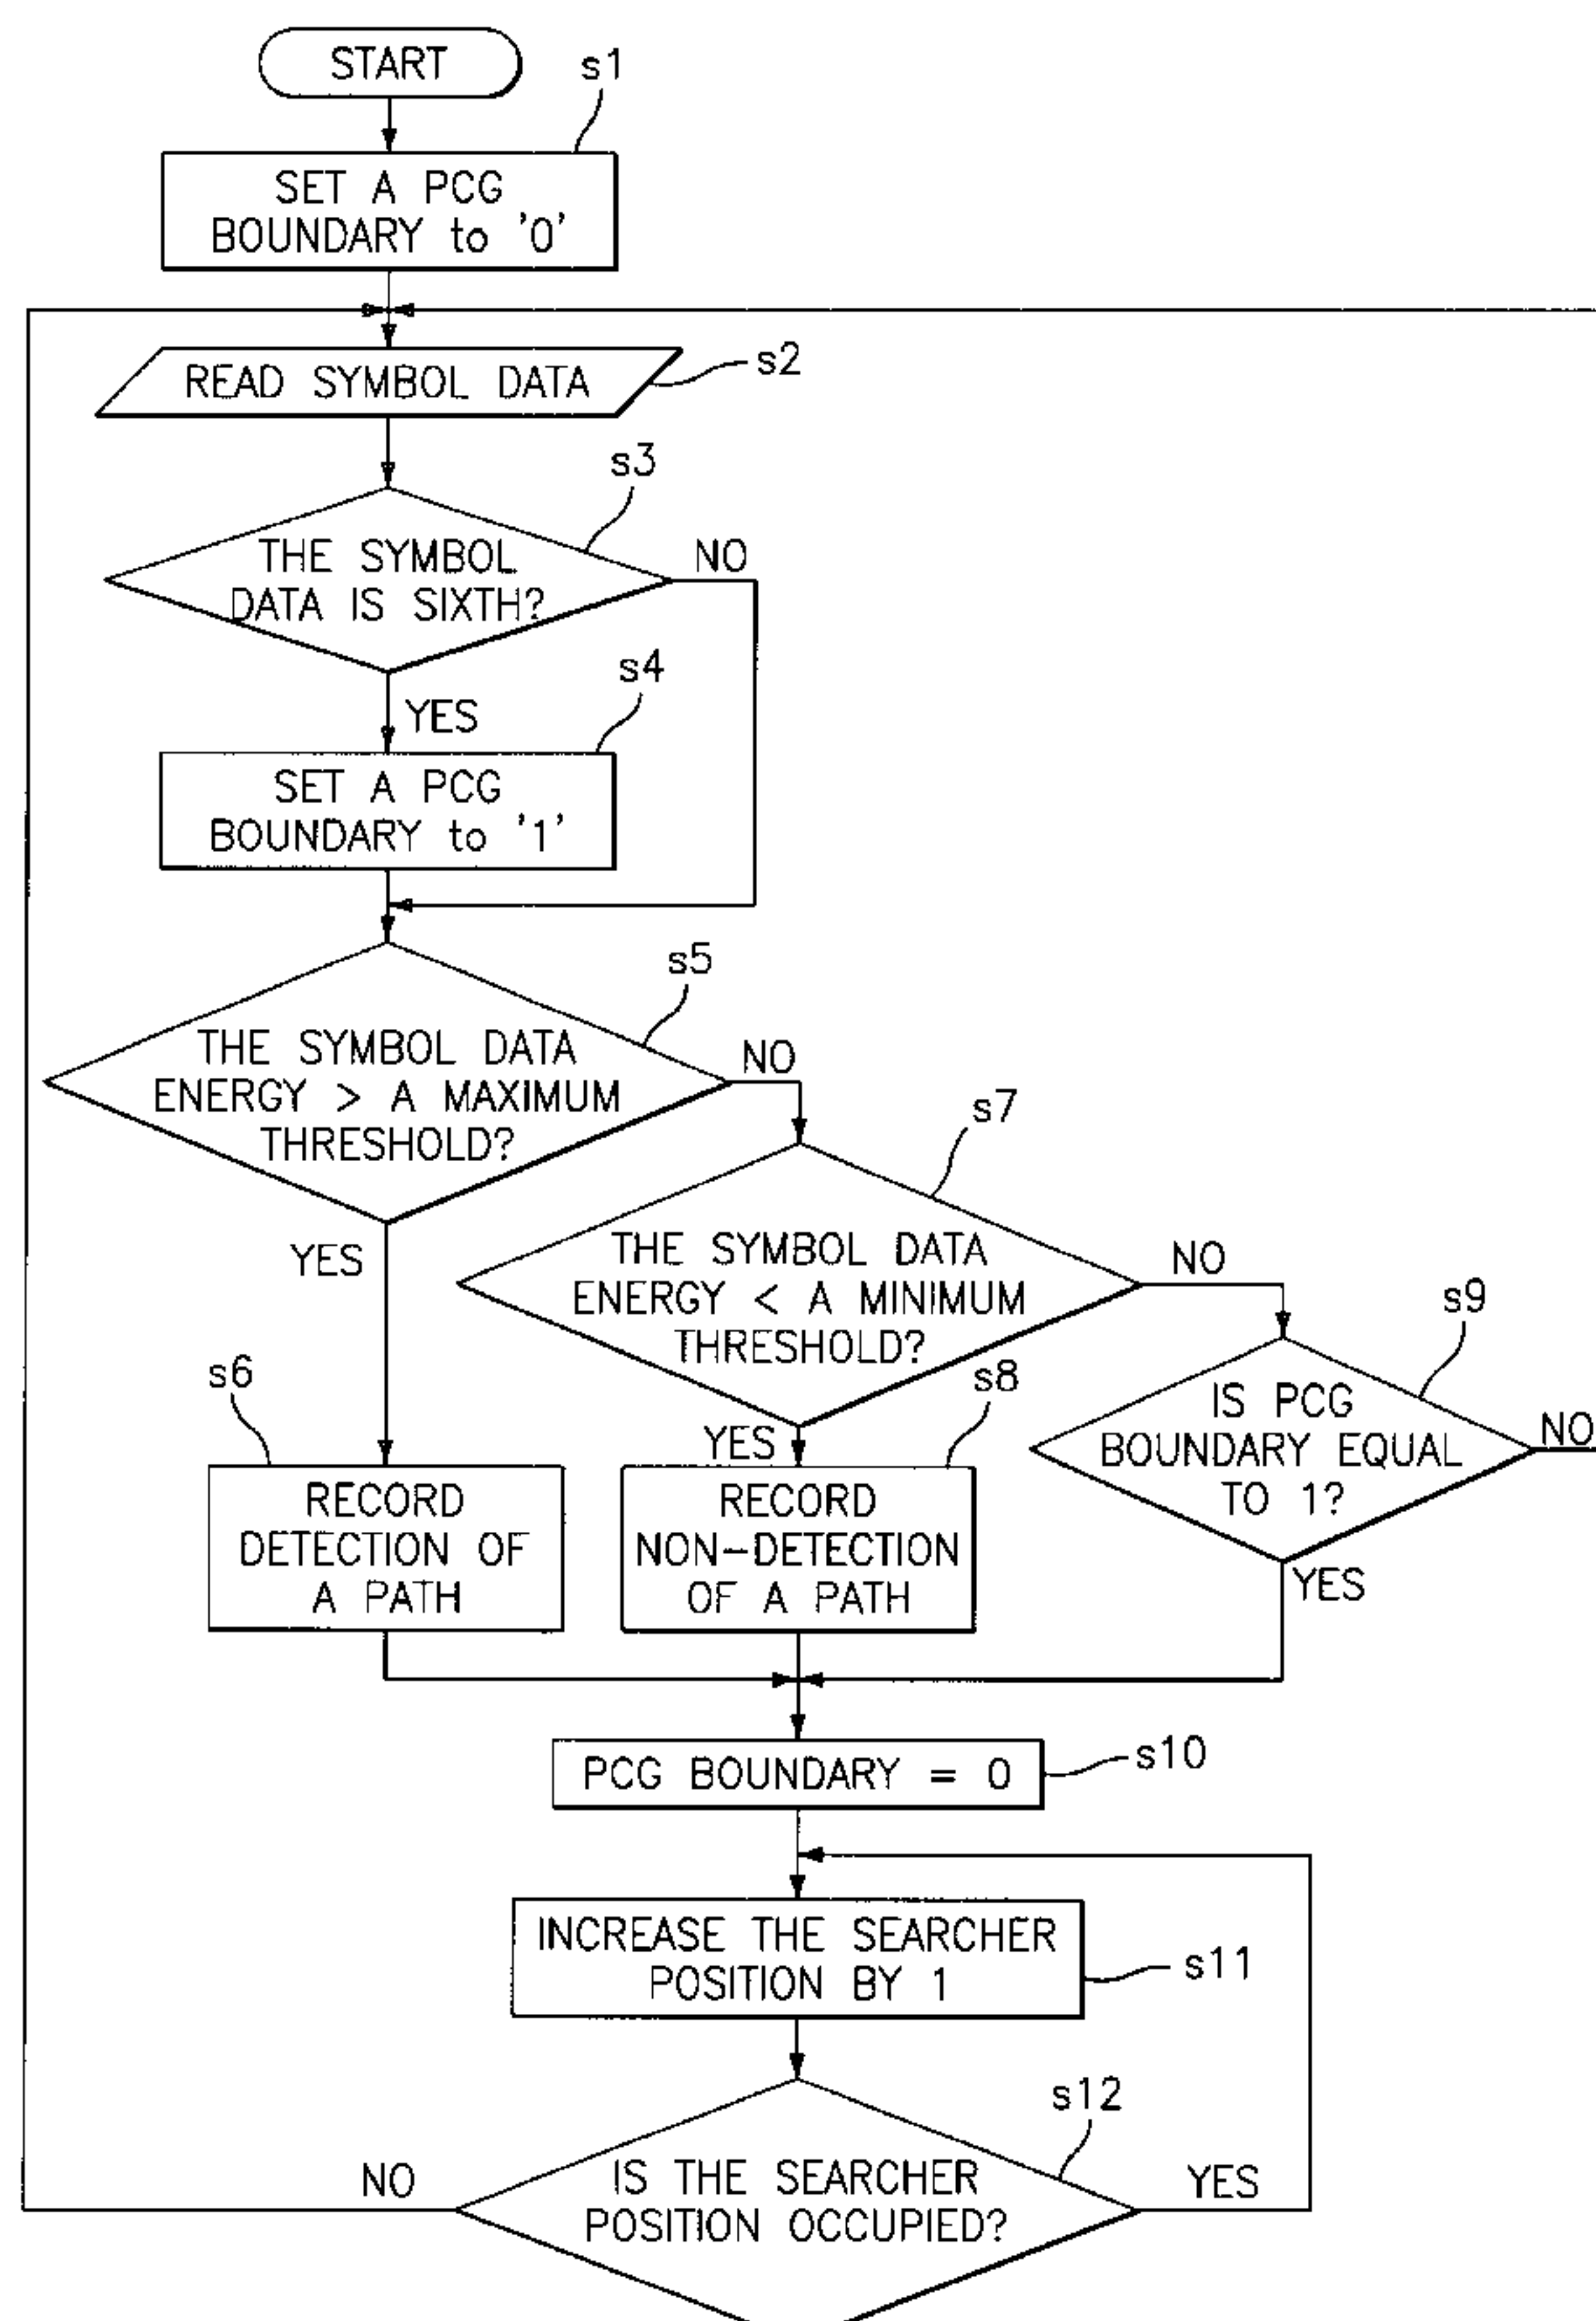 START
s1
SET A PCG
BOUNDARY to '0'
READ SYMBOL DATA
s2
s3
THE SYMBOL
DATA IS SIXTH?
NO
s4
YES
SET A PCG
BOUNDARY to '1'
s5
THE SYMBOL DATA
ENERGY > A MAXIMUM
THRESHOLD?
NO
YES
s7
THE SYMBOL DATA
ENERGY < A MINIMUM
THRESHOLD?
NO
YES
s9
IS PCG
BOUNDARY EQUAL
TO 1?
NO
YES
s6
RECORD
DETECTION OF
A PATH
s8
RECORD
NON-DETECTION
OF A PATH
PCG BOUNDARY = 0
s10
INCREASE THE SEARCHER
POSITION BY 1
s11
s12
IS THE SEARCHER
POSITION OCCUPIED?
NO
YES